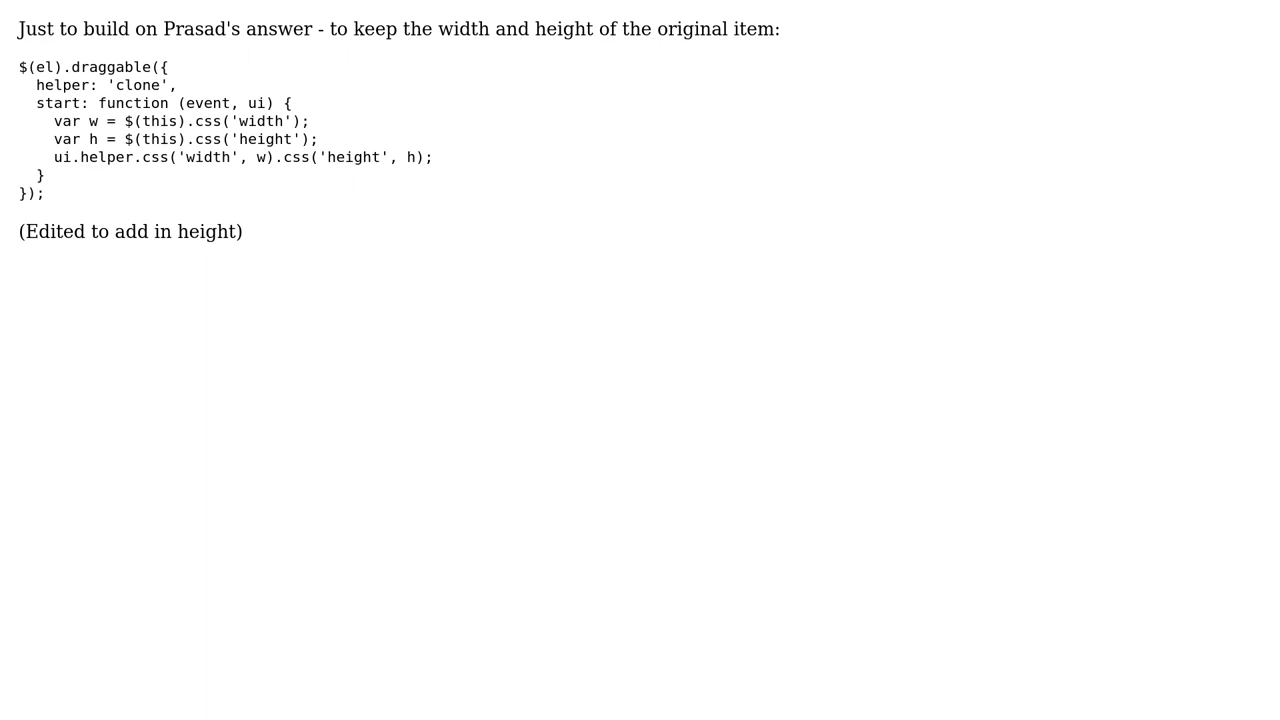 Just to build on Prasad's answer - to keep the width and height of the original item:
$(el).draggable({
  helper: 'clone',
  start: function (event, ui) {
    var w = $(this).css('width');
    var h = $(this).css('height');
    ui.helper.css('width', w).css('height', h);
  }
});
(Edited to add in height)